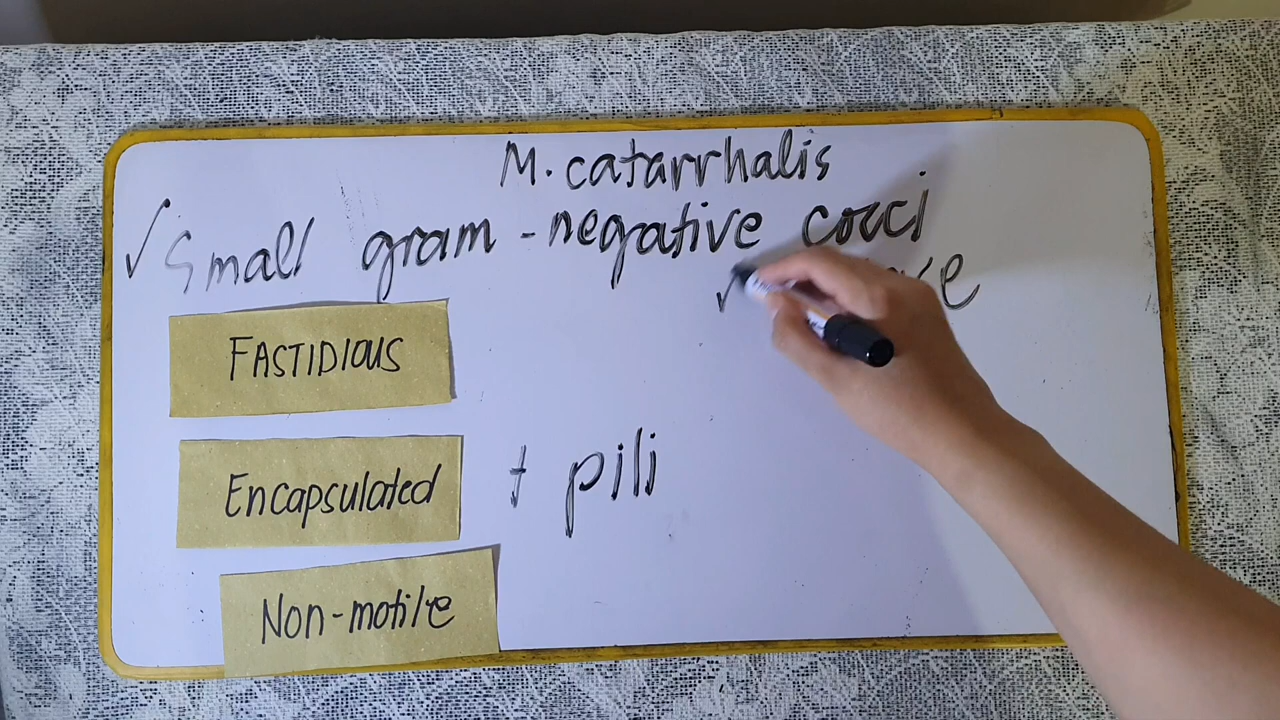 M. catarrhalis
✓ Small gram-negative cocci
✓
FASTIDIOUS
Encapsulated + pili
Non-motile